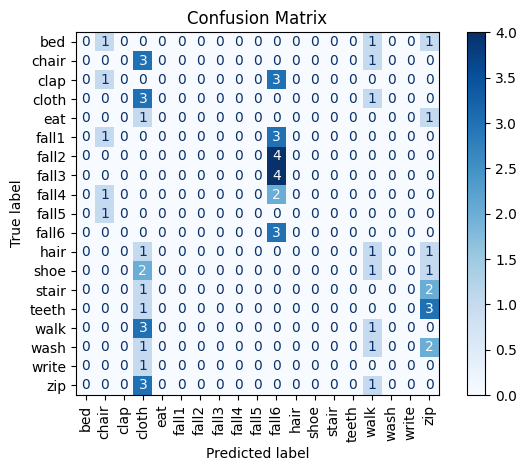 Confusion Matrix
bed 0 1 0 0 0 0 0 0 0 0 0 0 0 0 0 1 0 0 1
chair 0 0 0 3 0 0 0 0 0 0 0 0 0 0 0 1 0 0 0
clap 0 1 0 0 0 0 0 0 0 0 3 0 0 0 0 0 0 0 0
cloth 0 0 0 3 0 0 0 0 0 0 0 0 0 0 0 1 0 0 0
eat 0 0 0 1 0 0 0 0 0 0 0 0 0 0 0 0 0 0 1
fall1 0 1 0 0 0 0 0 0 0 0 3 0 0 0 0 0 0 0 0
fall2 0 0 0 0 0 0 0 0 0 0 4 0 0 0 0 0 0 0 0
fall3 0 0 0 0 0 0 0 0 0 0 4 0 0 0 0 0 0 0 0
fall4 0 1 0 0 0 0 0 0 0 0 2 0 0 0 0 0 0 0 0
fall5 0 1 0 0 0 0 0 0 0 0 0 0 0 0 0 0 0 0 0
fall6 0 0 0 0 0 0 0 0 0 0 3 0 0 0 0 0 0 0 0
hair 0 0 0 1 0 0 0 0 0 0 0 0 0 0 0 1 0 0 1
shoe 0 0 0 2 0 0 0 0 0 0 0 0 0 0 0 1 0 0 1
stair 0 0 0 1 0 0 0 0 0 0 0 0 0 0 0 0 0 0 2
teeth 0 0 0 1 0 0 0 0 0 0 0 0 0 0 0 0 0 0 3
walk 0 0 0 3 0 0 0 0 0 0 0 0 0 0 0 1 0 0 0
wash 0 0 0 1 0 0 0 0 0 0 0 0 0 0 0 1 0 0 2
write 0 0 0 1 0 0 0 0 0 0 0 0 0 0 0 0 0 0 0
zip 0 0 0 3 0 0 0 0 0 0 0 0 0 0 0 1 0 0 0
bed chair clap cloth eat fall1 fall2 fall3 fall4 fall5 fall6 hair shoe stair teeth walk wash write zip
Predicted label
True label
4.0
3.5
3.0
2.5
2.0
1.5
1.0
0.5
0.0